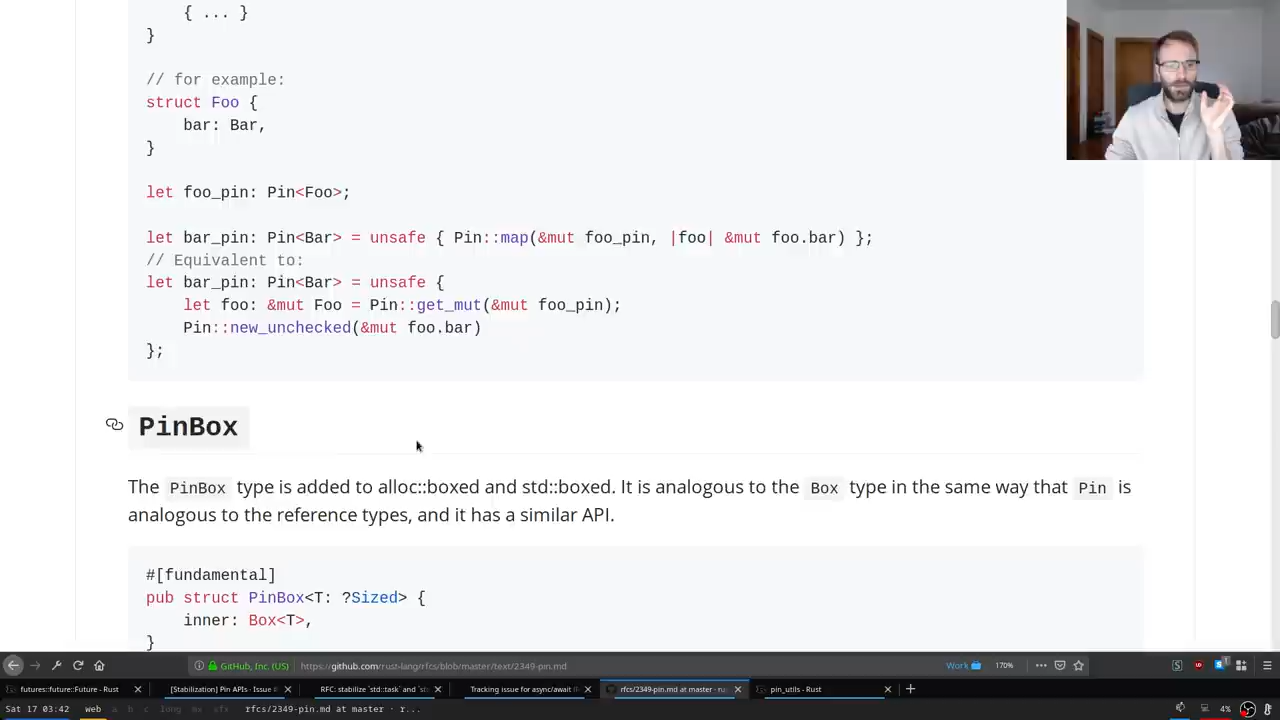 { ... }
}
// for example:
struct Foo {
bar: Bar,
}
let foo_pin: Pin<Foo>;
let bar_pin: Pin<Bar> = unsafe { Pin::map(&mut foo_pin, |foo| &mut foo.bar) };
// Equivalent to:
let bar_pin: Pin<Bar> = unsafe {
let foo: &mut Foo = Pin::get_mut(&mut foo_pin);
Pin::new_unchecked(&mut foo.bar)
};
PinBox
The PinBox type is added to alloc::boxed and std::boxed. It is analogous to the Box type in the same way that Pin is
analogous to the reference types, and it has a similar API.
#[fundamental]
pub struct PinBox<T: ?Sized> {
inner: Box<T>,
}
GitHub, Inc. (US) https://github.com/rust-lang/rfcs/blob/master/text/2349-pin.md Work 170%
futures::future::Future - Rust [Stabilization] Pin APIs · Issue RFC: stabilize `std::task` and `s Tracking issue for async/await ( rfcs/2349-pin.md at master · pin_utils - Rust
Sat 17 03:42 web a b c long mx vfx rfcs/2349-pin.md at master · r... 4%